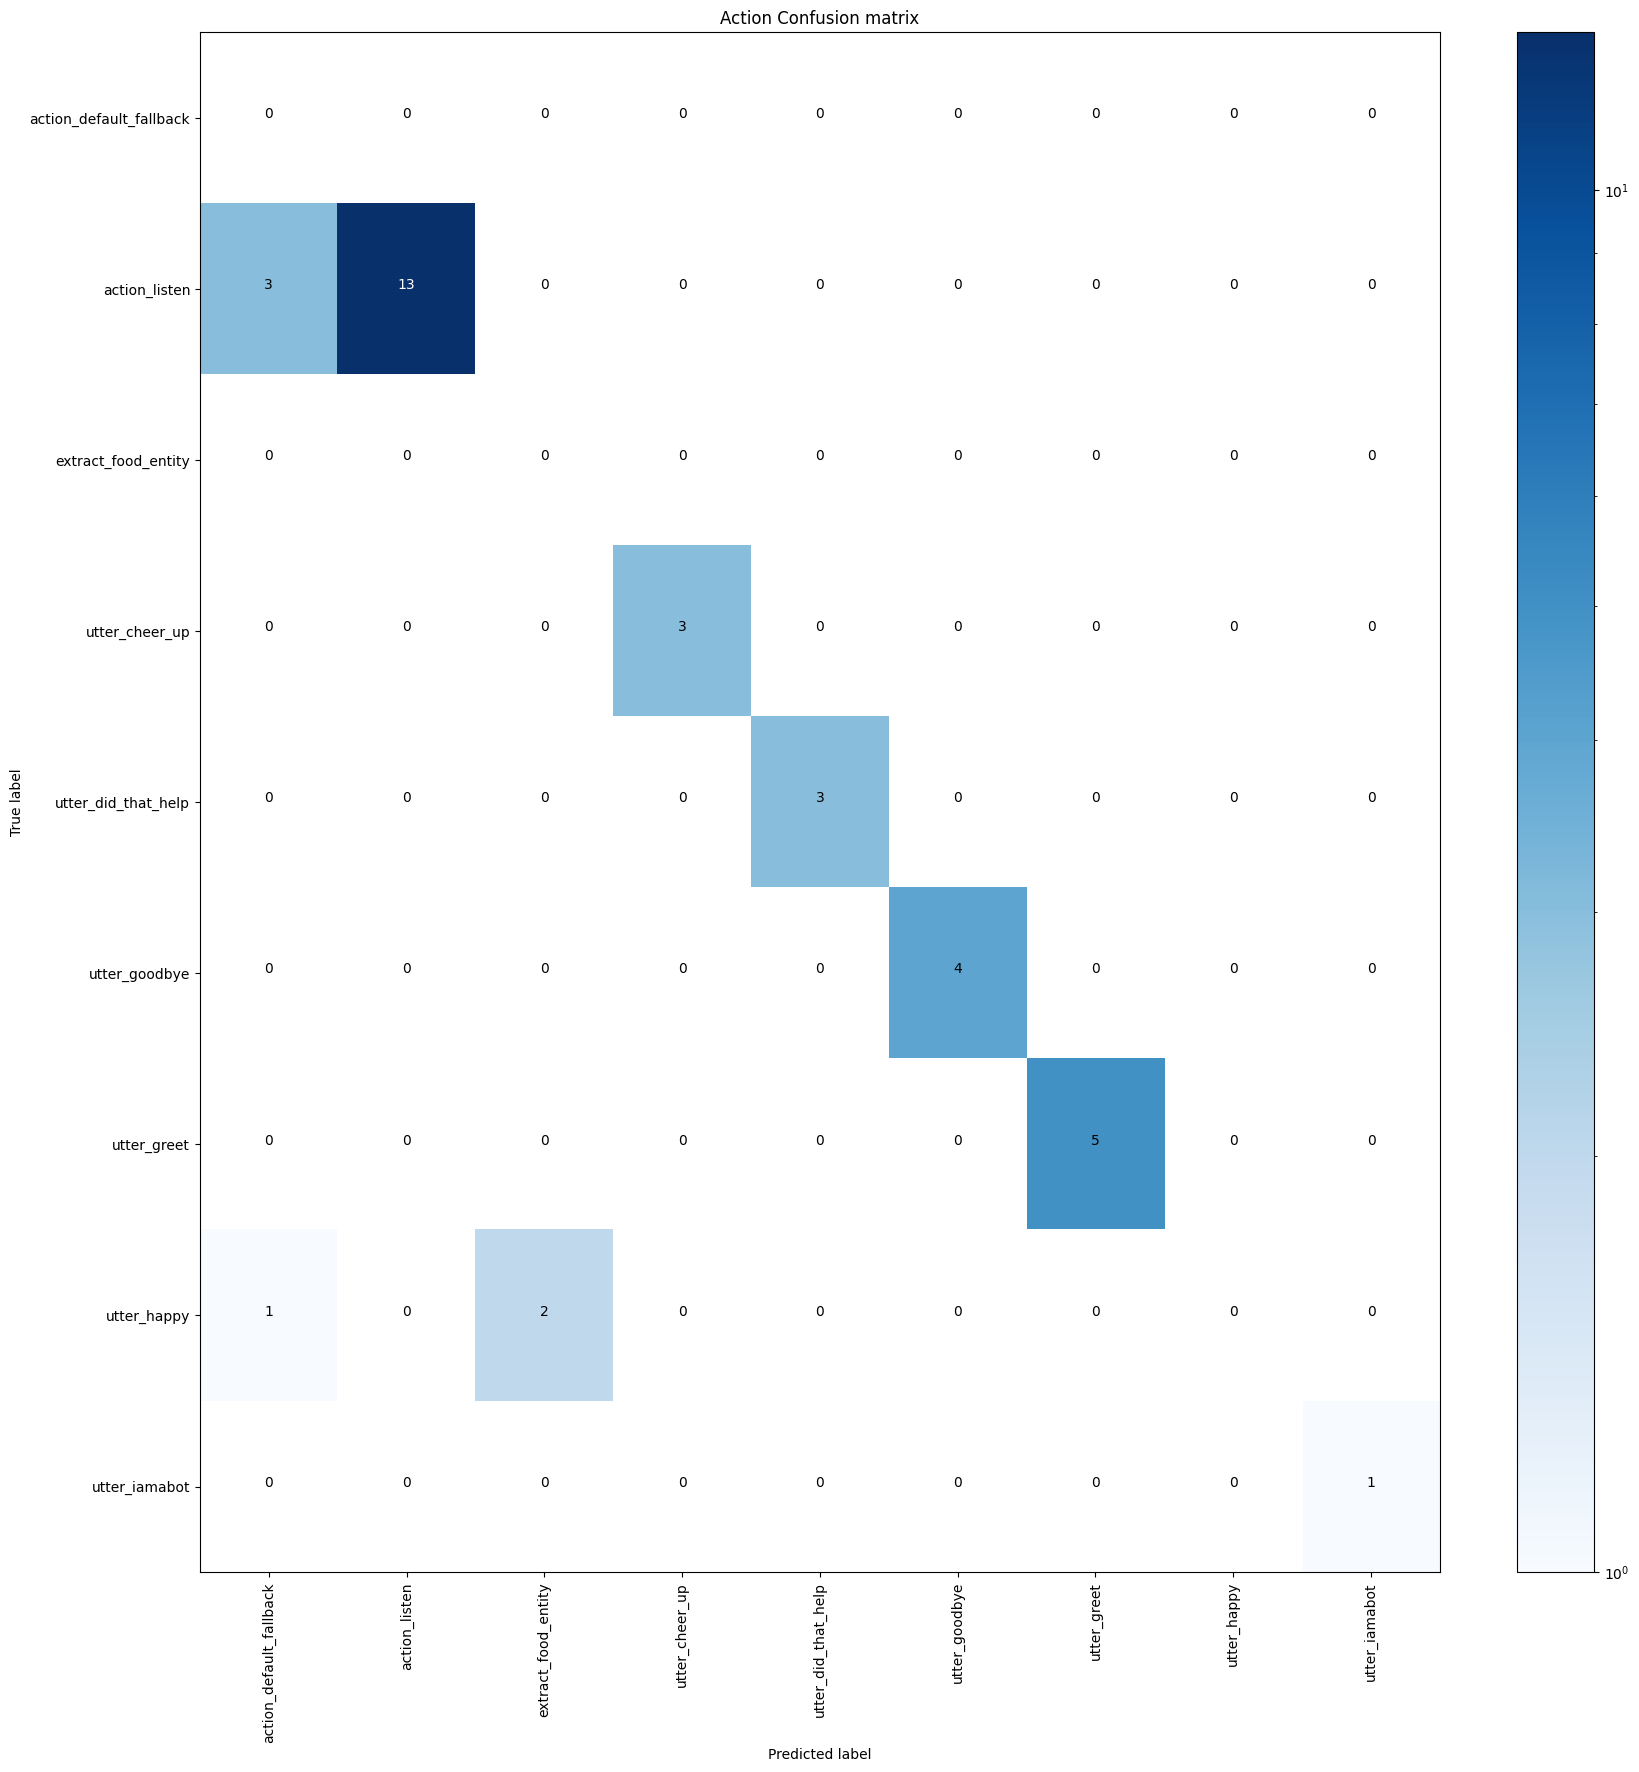 Action Confusion matrix
action_default_fallback 0 0 0 0 0 0 0 0 0
action_listen 3 13 0 0 0 0 0 0 0
extract_food_entity 0 0 0 0 0 0 0 0 0
utter_cheer_up 0 0 0 3 0 0 0 0 0
utter_did_that_help 0 0 0 0 3 0 0 0 0
utter_goodbye 0 0 0 0 0 4 0 0 0
utter_greet 0 0 0 0 0 0 5 0 0
utter_happy 1 0 2 0 0 0 0 0 0
utter_iamabot 0 0 0 0 0 0 0 0 1
True label
action_default_fallback
action_listen
extract_food_entity
utter_cheer_up
utter_did_that_help
utter_goodbye
utter_greet
utter_happy
utter_iamabot
Predicted label
10¹
10⁰